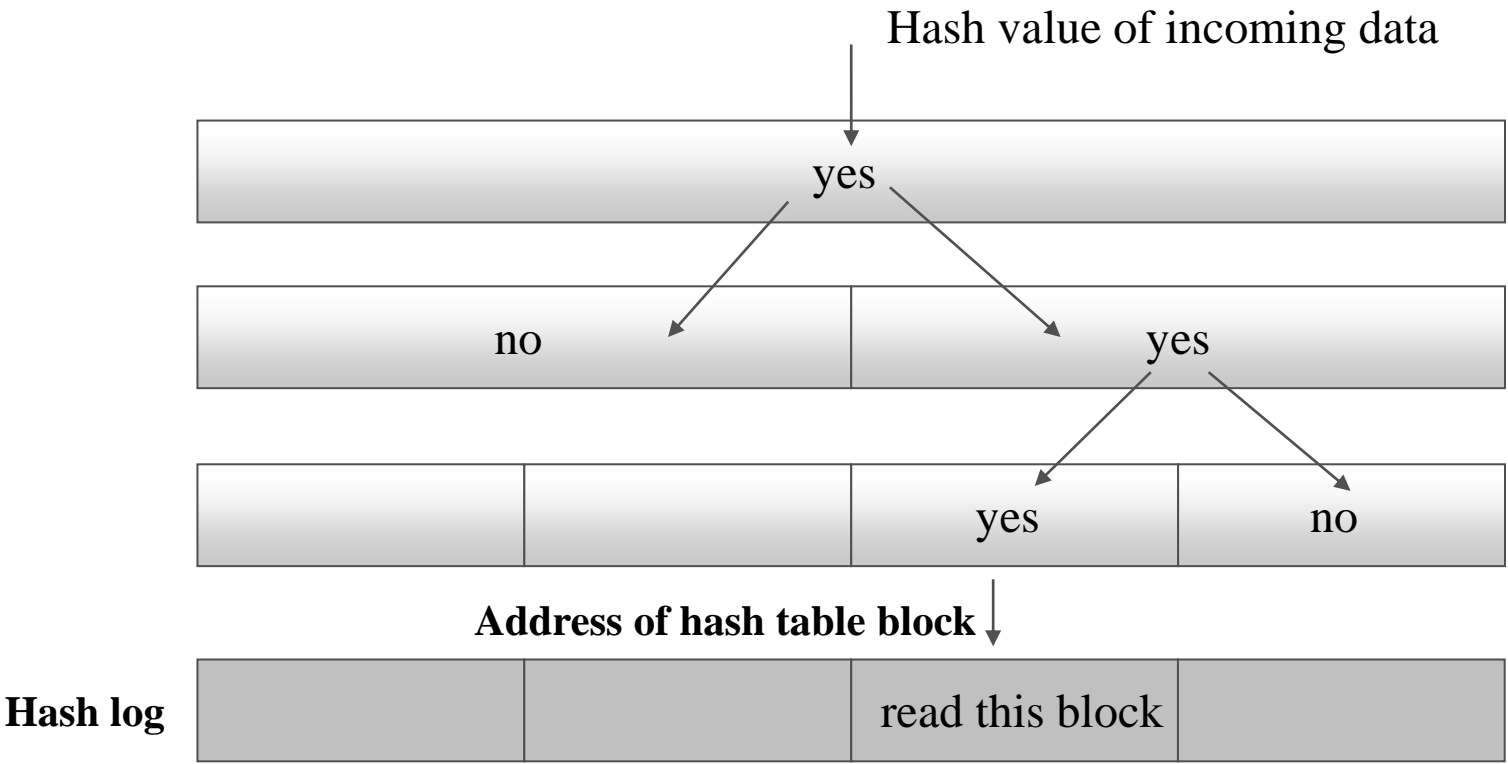 Hash value of incoming data
yes
no yes
yes no
Address of hash table block
Hash log read this block